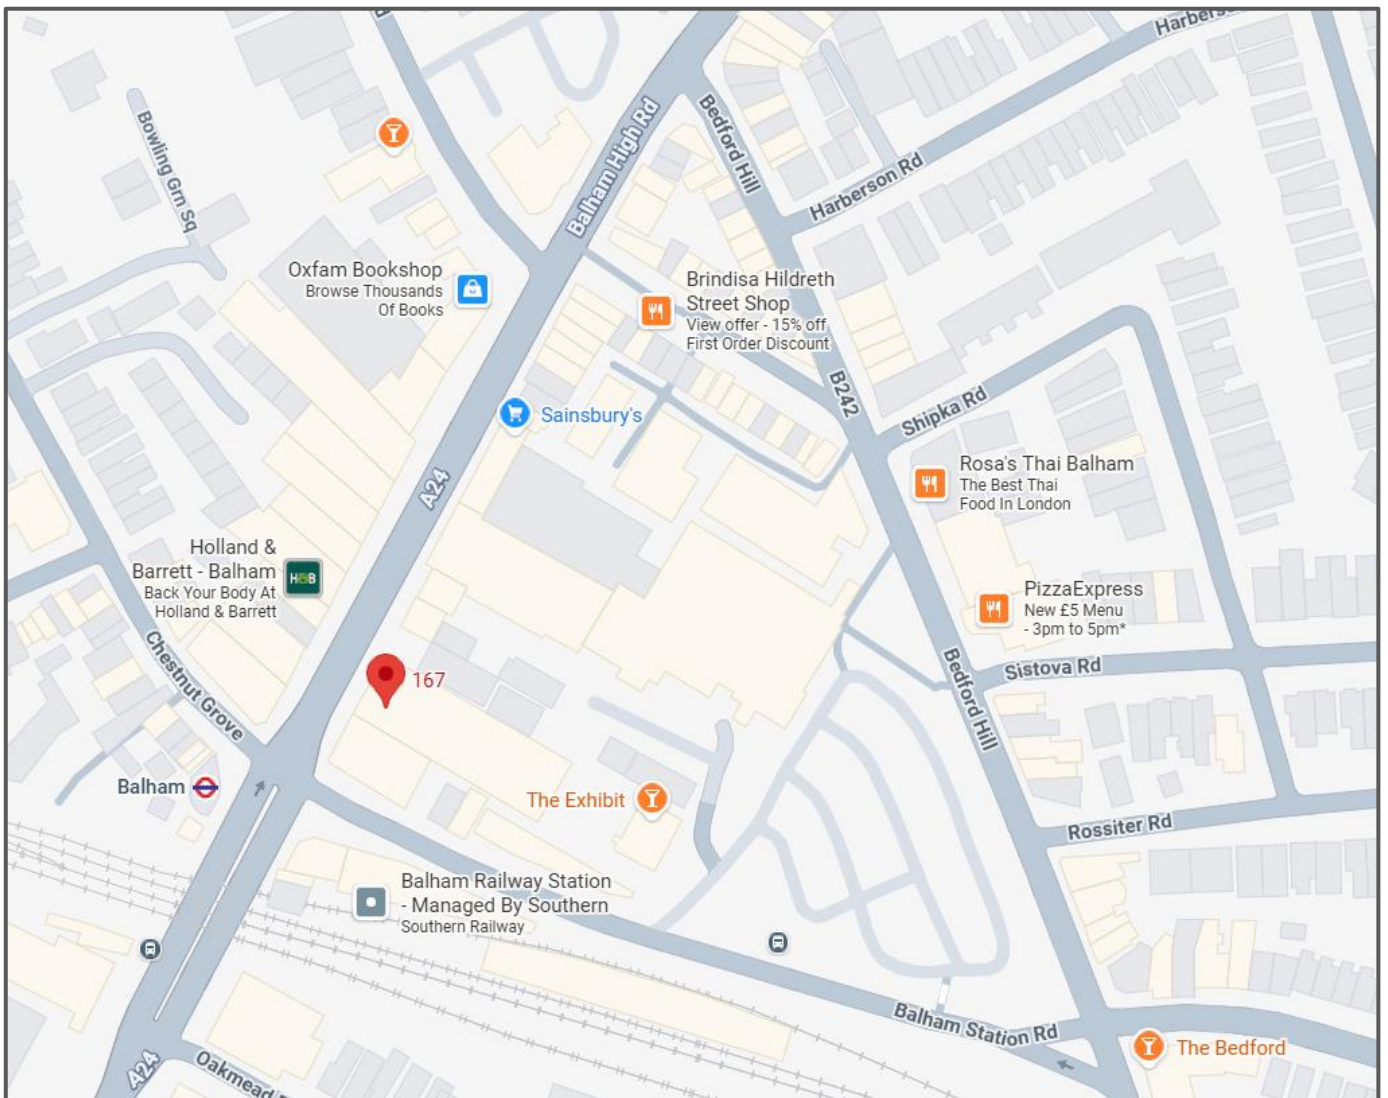 Harbers
Bowling Grn Sq
Balham High Rd
Bedford Hill
Harberson Rd
Oxfam Bookshop
Browse Thousands
Of Books
Brindisa Hildreth
Street Shop
View offer - 15% off
First Order Discount
B242
Shipka Rd
Sainsbury's
A24
Rosa's Thai Balham
The Best Thai
Food In London
Holland &
Barrett - Balham
Back Your Body At
Holland & Barrett
H&B
PizzaExpress
New £5 Menu
- 3pm to 5pm*
Chestnut Grove
167
Bedford Hill
Sistova Rd
Balham
The Exhibit
Rossiter Rd
Balham Railway Station
- Managed By Southern
Southern Railway
Balham Station Rd
The Bedford
A24
Oakmead